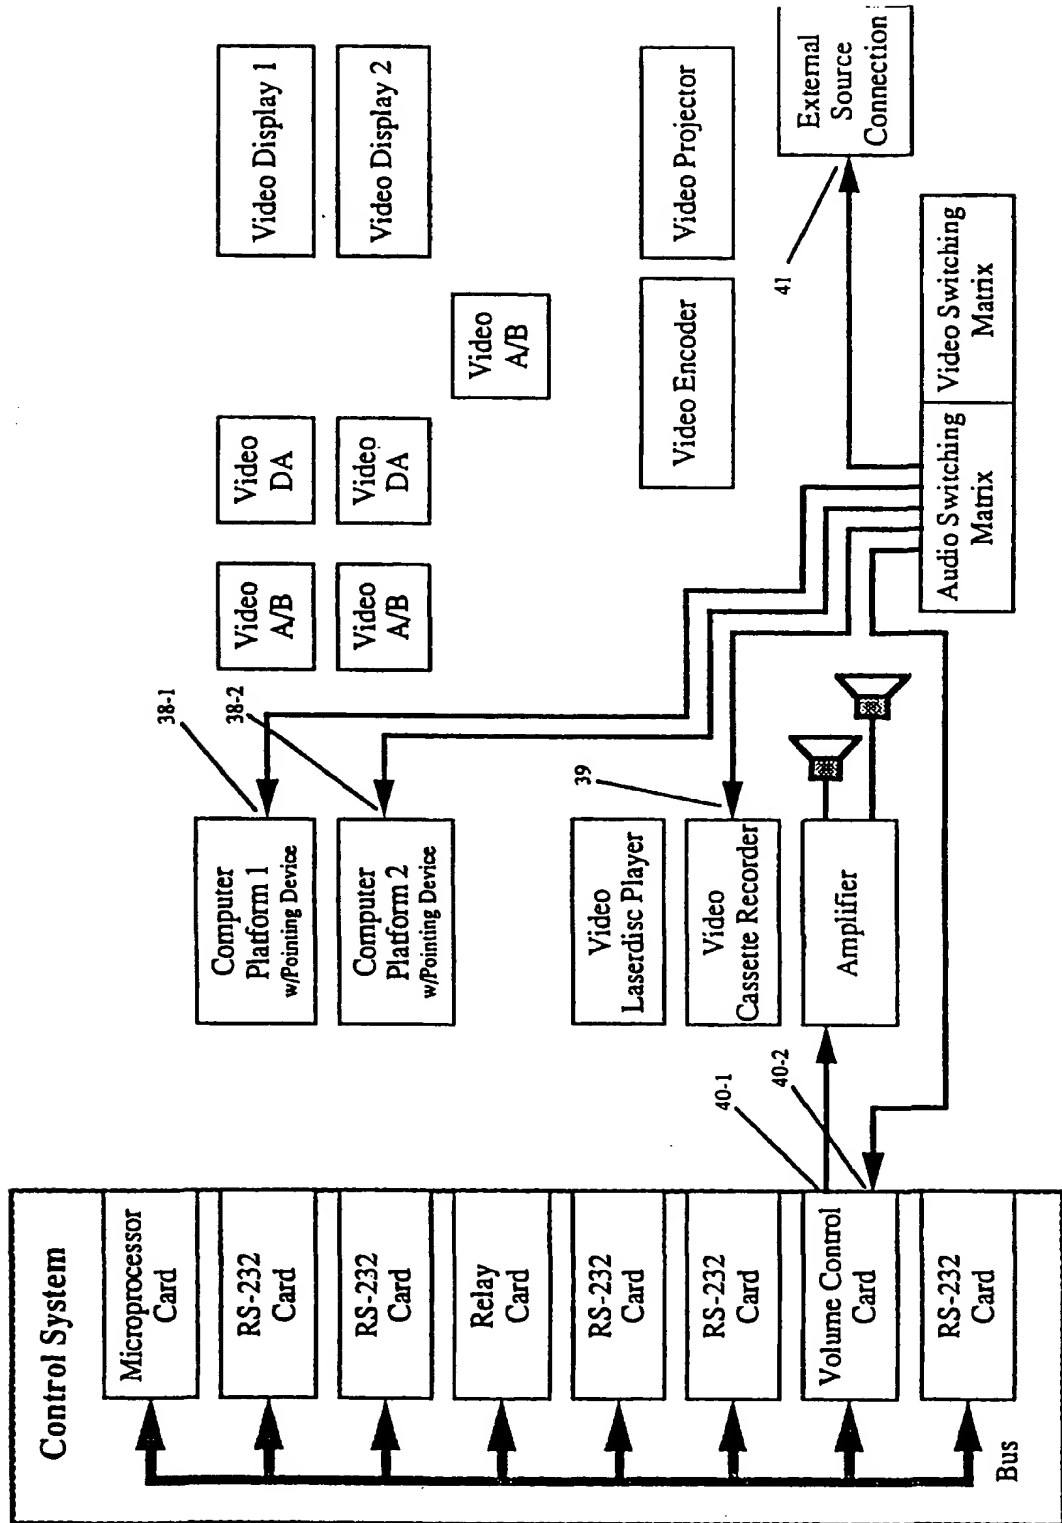 Control System
Microprocessor
Card
RS-232
Card
RS-232
Card
Relay
Card
RS-232
Card
RS-232
Card
Volume Control
Card
RS-232
Card
Bus
40-1
40-2
Computer
Platform 1
w/Pointing Device
Computer
Platform 2
w/Pointing Device
Video
Laserdisc Player
Video
Cassette Recorder
Amplifier
38-1
38-2
39
Video
A/B
Video
A/B
Video
DA
Video
DA
Video
A/B
Video Display 1
Video Display 2
Video Encoder
Video Projector
41
External
Source
Connection
Audio Switching
Matrix
Video Switching
Matrix